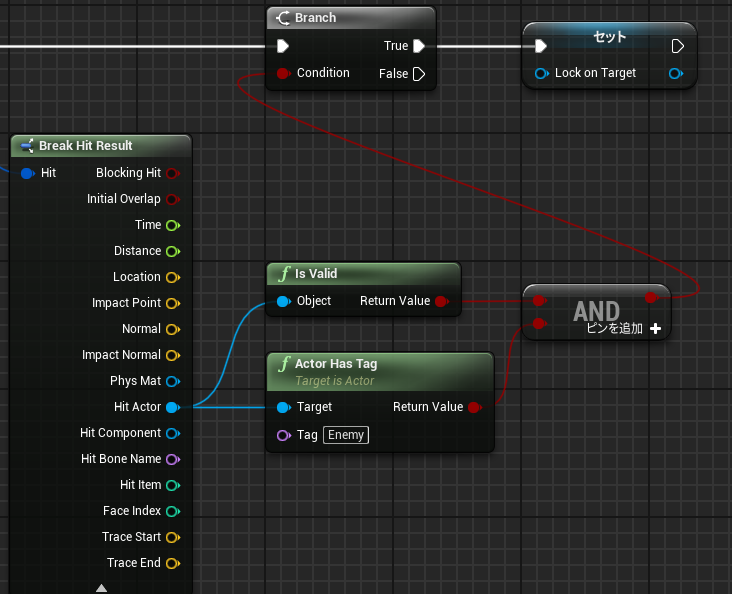 Branch
True
Condition
False
セット
Lock on Target
Break Hit Result
Hit
Blocking Hit
Initial Overlap
Time
Distance
Location
Impact Point
Normal
Impact Normal
Phys Mat
Hit Actor
Hit Component
Hit Bone Name
Hit Item
Face Index
Trace Start
Trace End
f Is Valid
Object
Return Value
f Actor Has Tag
Target is Actor
Target
Return Value
Tag Enemy
AND
ピンを追加